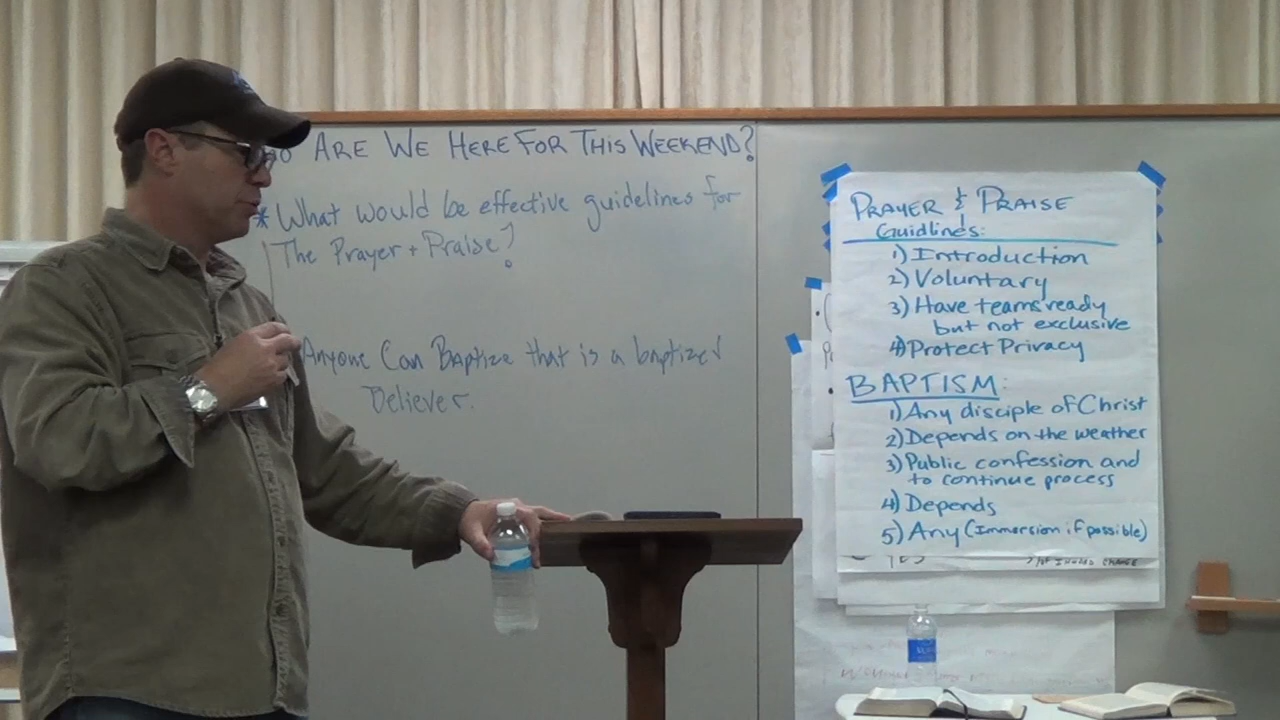 ARE WE HERE FOR THIS WEEKEND?
* What would be effective guidelines for
The Prayer + Praise?
Anyone Can Baptize that is a baptized
Believer.
PRAYER & PRAISE
Guidlines:
1) Introduction
2) Voluntary
3) Have teams ready
but not exclusive
4) Protect Privacy
BAPTISM:
1) Any disciple of Christ
2) Depends on the weather
3) Public confession and
to continue process
4) Depends
5) Any (Immersion if possible)